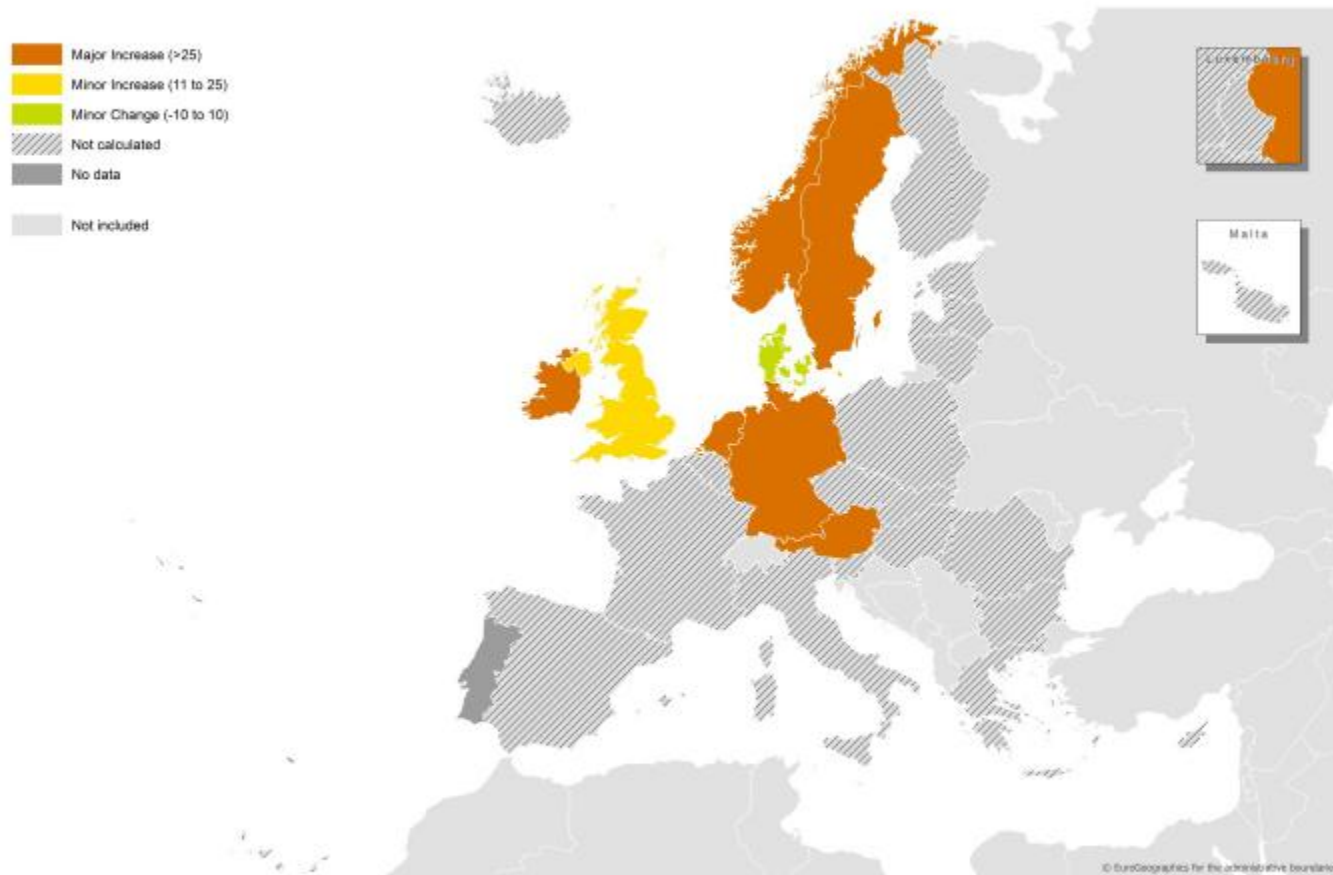 Major Increase (>25)
Minor Increase (11 to 25)
Minor Change (-10 to 10)
Not calculated
No data
Not included
Luxembourg
Malta
© EuroGeographics for the administrative boundaries